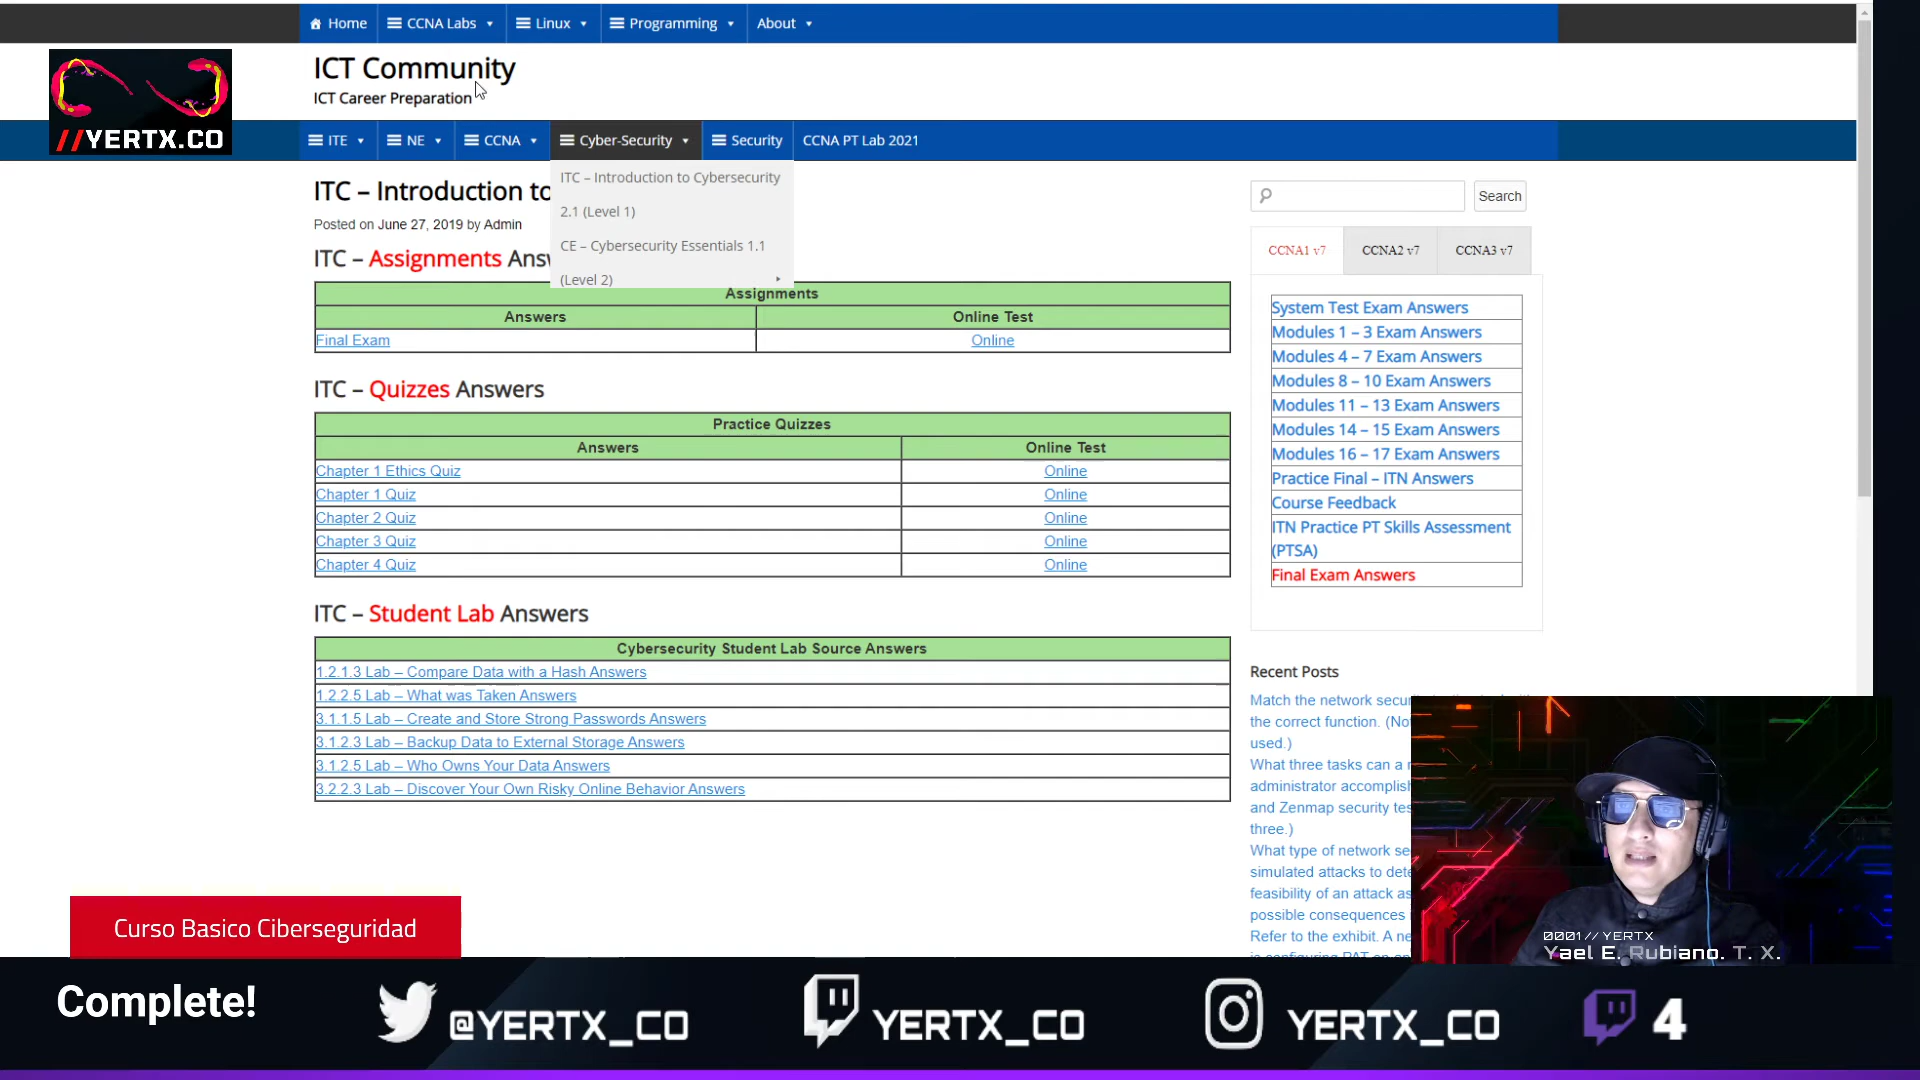 Home
CCNA Labs
Linux
Programming
About
ICT Community
ICT Career Preparation
//YERTX.CO
ITE
NE
CCNA
Cyber-Security
Security
CCNA PT Lab 2021
ITC – Introduction to Cybersecurity
2.1 (Level 1)
CE – Cybersecurity Essentials 1.1
(Level 2)
ITC – Introduction to
Posted on June 27, 2019 by Admin
ITC – Assignments
Assignments
Answers
Online Test
Final Exam
Online
ITC – Quizzes Answers
Practice Quizzes
Answers
Online Test
Chapter 1 Ethics Quiz
Online
Chapter 1 Quiz
Online
Chapter 2 Quiz
Online
Chapter 3 Quiz
Online
Chapter 4 Quiz
Online
ITC – Student Lab Answers
Cybersecurity Student Lab Source Answers
1.2.1.3 Lab – Compare Data with a Hash Answers
1.2.2.5 Lab – What was Taken Answers
3.1.1.5 Lab – Create and Store Strong Passwords Answers
3.1.2.3 Lab – Backup Data to External Storage Answers
3.1.2.5 Lab – Who Owns Your Data Answers
3.2.2.3 Lab – Discover Your Own Risky Online Behavior Answers
Search
CCNA1 v7
CCNA2 v7
CCNA3 v7
System Test Exam Answers
Modules 1 – 3 Exam Answers
Modules 4 – 7 Exam Answers
Modules 8 – 10 Exam Answers
Modules 11 – 13 Exam Answers
Modules 14 – 15 Exam Answers
Modules 16 – 17 Exam Answers
Practice Final – ITN Answers
Course Feedback
ITN Practice PT Skills Assessment
(PTSA)
Final Exam Answers
Recent Posts
Match the network
the correct function.
used.)
What three tasks can a
administrator
and Zenmap security
three.)
What type of network
simulated attacks to
feasibility of an attack
possible consequences
Refer to the exhibit. A
Curso Basico Ciberseguridad
0001 // YERTX
Yael E. Rubiano. T. X.
Complete!
@YERTX_CO
YERTX_CO
YERTX_CO
4